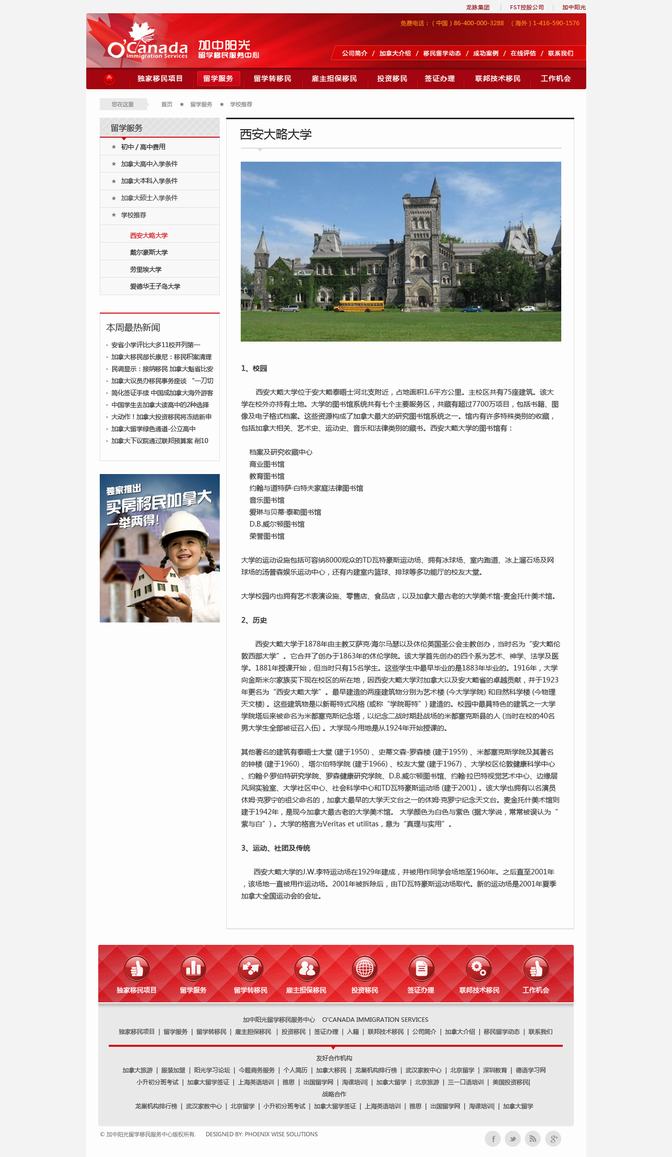 龙脉集团 | FST控股公司 | 加中阳光
免费电话：（中国）86-400-000-3288 （海外）1-416-590-1576
O'Canada
Immigration Services
加中阳光
留学移民服务中心
公司简介 / 加拿大介绍 / 移民留学动态 / 成功案例 / 在线评估 / 联系我们
独家移民项目 留学服务 留学转移民 雇主担保移民 投资移民 签证办理 联邦技术移民 工作机会
您在这里 首页 留学服务 学校推荐
留学服务
初中 / 高中费用
加拿大高中入学条件
加拿大本科入学条件
加拿大硕士入学条件
学校推荐
西安大略大学
戴尔豪斯大学
劳里埃大学
爱德华王子岛大学
本周最热新闻
安省小学评比大多11校并列第一
加拿大移民部长康尼：移民积案清理
民调显示：接纳移民 加拿大魁省比安
加拿大议员办移民事务座谈 “一刀切
简化签证手续 中国成加拿大海外游客
中国学生去加拿大读高中的2种选择
大动作！加拿大投资移民将冻结新申
加拿大留学绿色通道-公立高中
加拿大下议院通过联邦预算案 削10
独家推出
买房移民加拿大
一举两得！
西安大略大学
1、校园
西安大略大学位于安大略泰晤士河北支附近，占地面积1.6平方公里。主校区共有75座建筑。该大
学在校外亦持有土地。大学的图书馆系统共有七个主要服务区，共藏有超过7700万项目，包括书籍、图
像及电子格式档案。这些资源构成了加拿大最大的研究图书馆系统之一。馆内有许多特殊类别的收藏，
包括加拿大相关、艺术史、运动史、音乐和法律类别的藏书。西安大略大学的图书馆有：
档案及研究收藏中心
商业图书馆
教育图书馆
约翰与道特萨·白特夫家庭法律图书馆
音乐图书馆
爱琳与贝蒂·泰勒图书馆
D.B.威尔顿图书馆
荣誉图书馆
大学的运动设施包括可容纳8000观众的TD瓦特豪斯运动场、拥有冰球场、室内跑道、冰上溜石场及网
球场的汤普森娱乐运动中心，还有内建室内篮球、排球等多功能厅的校友大堂。
大学校园内也拥有艺术表演设施、零售店、食品店，以及加拿大最古老的大学美术馆-麦金托什美术馆。
2、历史
西安大略大学于1878年由主教艾萨克·海尔马瑟以及休伦英国圣公会主教创办，当时名为 “安大略伦
敦西部大学” 。它合并了创办于1863年的休伦学院。该大学首先创办的四个系为艺术、神学、法学及医
学。1881年授课开始，但当时只有15名学生。这些学生中最早毕业的是1883年毕业的。1916年，大学
向金斯米尔家族买下现在校区的所在地，因西安大略大学对加拿大以及安大略省的卓越贡献，并于1923
年更名为 “西安大略大学” 。最早建造的两座建筑物分别为艺术楼 (今大学学院) 和自然科学楼 (今物理
天文楼) 。这些建筑物是以新哥特式风格 (或称 “学院哥特” ) 建造的。校园中最具特色的建筑之一大学
学院塔后来被命名为米都塞克斯纪念塔，以纪念二战时期赴战场的米都塞克斯县的人 (当时在校的40名
男大学生全部被征召入伍) 。大学现今用地是从1924年开始授课的。
其他著名的建筑有泰晤士大堂 (建于1950) 、史蒂文森-罗森楼 (建于1959) 、米都塞克斯学院及其著名
的钟楼 (建于1960) 、塔尔伯特学院 (建于1966) 、校友大堂 (建于1967) 、大学校区伦敦健康科学中心
、约翰·P·罗伯特研究学院、罗森健康研究学院、D.B.威尔顿图书馆、约翰·拉巴特视觉艺术中心、边缘层
风洞实验室、大学社区中心、社会科学中心和TD瓦特豪斯运动场 (建于2001) 。该大学也拥有以名演员
休姆·克罗宁的祖父命名的，加拿大最早的大学天文台之一的休姆·克罗宁纪念天文台。麦金托什美术馆则
建于1942年，是现今加拿大最古老的大学美术馆。 大学颜色为白色与紫色 (据大学说，常常被误认为 “
紫与白” ) 。大学的格言为Veritas et utilitas，意为 “真理与实用” 。
3、运动、社团及传统
西安大略大学的J.W.李特运动场在1929年建成，并被用作同学会场地至1960年。之后直至2001年
，该场地一直被用作运动场。2001年被拆除后，由TD瓦特豪斯运动场取代。新的运动场是2001年夏季
加拿大全国运动会的会址。
独家移民项目 留学服务 留学转移民 雇主担保移民 投资移民 签证办理 联邦技术移民 工作机会
加中阳光留学移民服务中心 O'CANADA IMMIGRATION SERVICES
独家移民项目 | 留学服务 | 留学转移民 | 雇主担保移民 | 投资移民 | 签证办理 | 入籍 | 联邦技术移民 | 公司简介 | 加拿大介绍 | 移民留学动态 | 联系我们
友好合作机构
加拿大旅游 | 服装加盟 | 阳光学习论坛 | 今题商务服务 | 个人简历 | 加拿大移民 | 龙巢机构排行榜 | 武汉家教中心 | 北京留学 | 深圳教育 | 德语学习网
小升初分班考试 | 加拿大留学签证 | 上海英语培训 | 雅思 | 出国留学网 | 淘课培训 | 加拿大留学 | 北京旅游 | 三一口语培训 | 美国投资移民|
战略合作
龙巢机构排行榜 | 武汉家教中心 | 北京留学 | 小升初分班考试 | 加拿大留学签证 | 上海英语培训 | 雅思 | 出国留学网 | 淘课培训| | 加拿大留学
© 加中阳光留学移民服务中心版权所有. DESIGNED BY: PHOENIX WISE SOLUTIONS